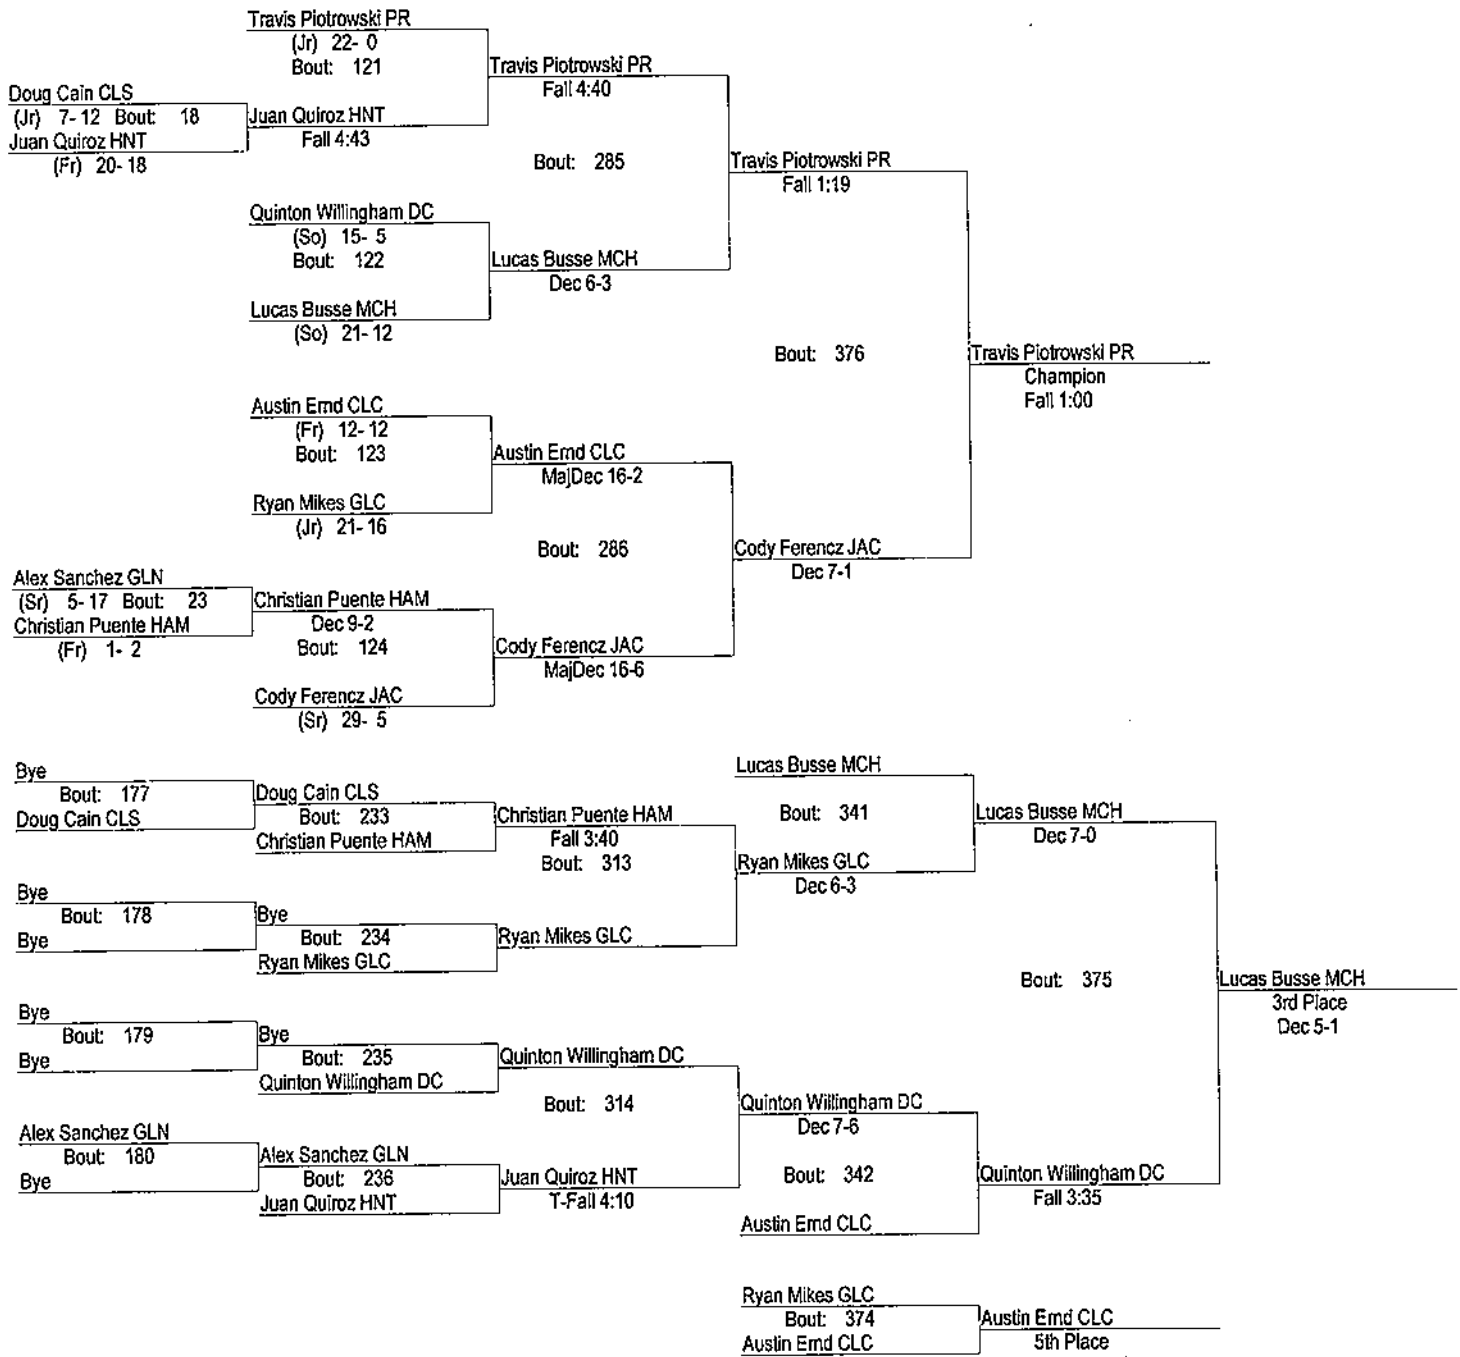 Travis Piotrowski PR
(Jr) 22- 0
Bout: 121
Travis Piotrowski PR
Fall 4:40
Doug Cain CLS
(Jr) 7- 12 Bout: 18
Juan Quiroz HNT
(Fr) 20- 18
Juan Quiroz HNT
Fall 4:43
Bout: 285
Travis Piotrowski PR
Fall 1:19
Quinton Willingham DC
(So) 15- 5
Bout: 122
Lucas Busse MCH
Dec 6-3
Lucas Busse MCH
(So) 21- 12
Bout: 376
Travis Piotrowski PR
Champion
Fall 1:00
Austin Emd CLC
(Fr) 12- 12
Bout: 123
Austin Emd CLC
MajDec 16-2
Ryan Mikes GLC
(Jr) 21- 16
Bout: 286
Cody Ferencz JAC
Dec 7-1
Alex Sanchez GLN
(Sr) 5- 17 Bout: 23
Christian Puente HAM
(Fr) 1- 2
Christian Puente HAM
Dec 9-2
Bout: 124
Cody Ferencz JAC
MajDec 16-6
Cody Ferencz JAC
(Sr) 29- 5
Bye
Bout: 177
Doug Cain CLS
Doug Cain CLS
Bout: 233
Christian Puente HAM
Christian Puente HAM
Fall 3:40
Bout: 313
Lucas Busse MCH
Bout: 341
Ryan Mikes GLC
Dec 6-3
Lucas Busse MCH
Dec 7-0
Bye
Bout: 178
Bye
Bye
Bout: 234
Ryan Mikes GLC
Ryan Mikes GLC
Bout: 375
Lucas Busse MCH
3rd Place
Dec 5-1
Bye
Bout: 179
Bye
Bye
Bout: 235
Quinton Willingham DC
Quinton Willingham DC
Bout: 314
Quinton Willingham DC
Dec 7-6
Bout: 342
Austin Emd CLC
Quinton Willingham DC
Fall 3:35
Alex Sanchez GLN
Bout: 180
Bye
Alex Sanchez GLN
Bout: 236
Juan Quiroz HNT
Juan Quiroz HNT
T-Fall 4:10
Ryan Mikes GLC
Bout: 374
Austin Emd CLC
Austin Emd CLC
5th Place